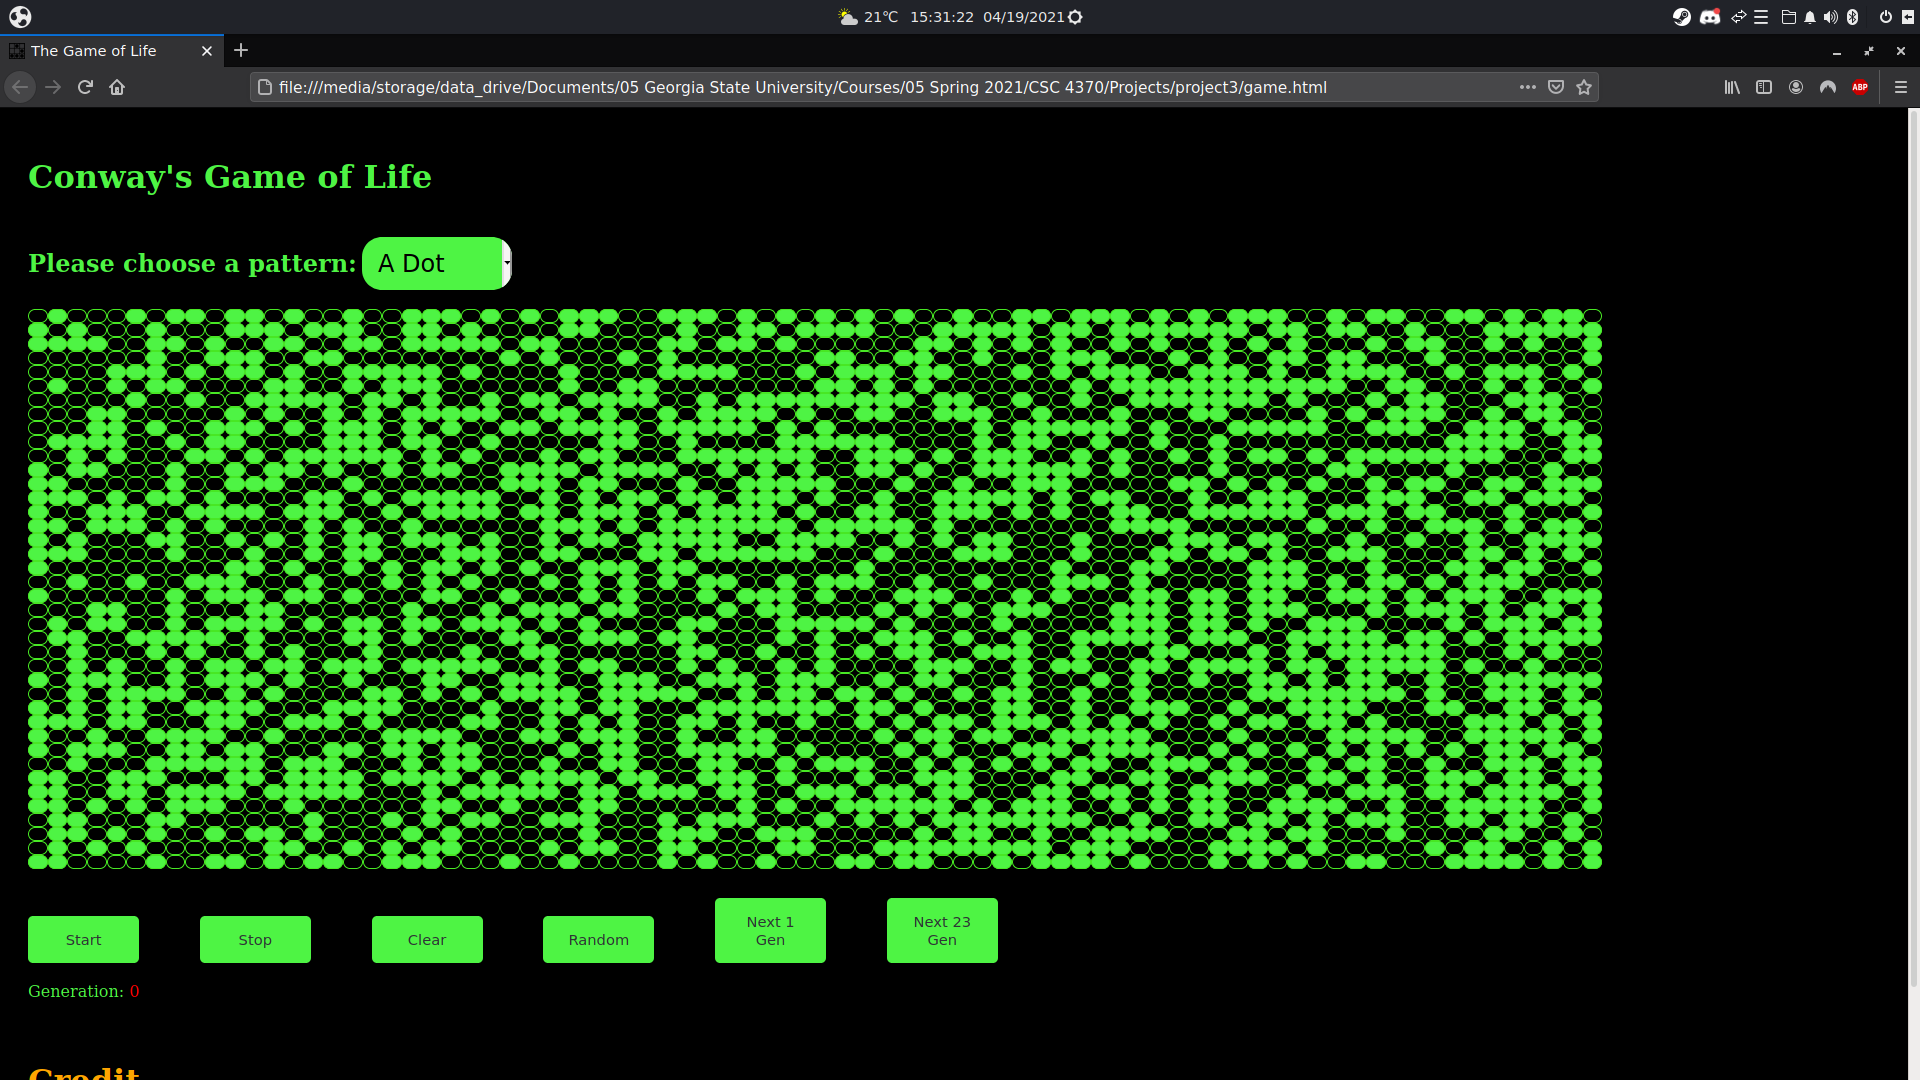 21℃ 15:31:22 04/19/2021
The Game of Life
file:///media/storage/data_drive/Documents/05 Georgia State University/Courses/05 Spring 2021/CSC 4370/Projects/project3/game.html
ABP
Conway's Game of Life
Please choose a pattern: A Dot
Start
Stop
Clear
Random
Next 1
Gen
Next 23
Gen
Generation: 0
Credit